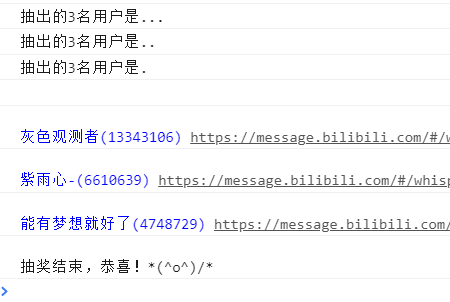 抽出的3名用户是...
抽出的3名用户是..
抽出的3名用户是.
灰色观测者(13343106) https://message.bilibili.com/#/w
紫雨心-(6610639) https://message.bilibili.com/#/whisp
能有梦想就好了(4748729) https://message.bilibili.com/
抽奖结束，恭喜！*(^o^)/*
>